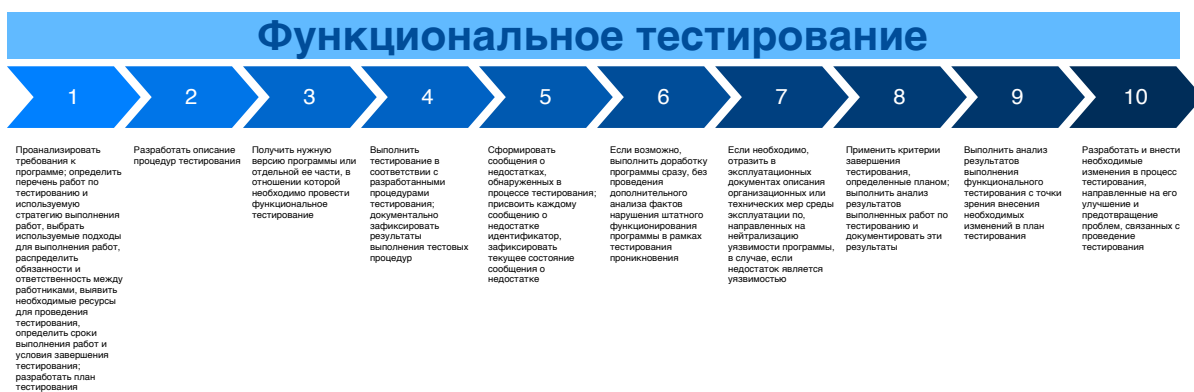 Функциональное тестирование
1
2
3
4
5
6
7
8
9
10
Проанализировать
требования к
программе; определить
перечень работ по
тестированию и
используемую
стратегию выполнения
работ, выбрать
используемые подходы
для выполнения работ,
распределить
обязанности и
ответственность между
работниками, выявить
необходимые ресурсы
для проведения
тестирования,
определить сроки
выполнения работ и
условия завершения
тестирования;
разработать план
тестирования
Разработать описание
процедур тестирования
Получить нужную
версию программы или
отдельной ее части, в
отношении которой
необходимо провести
функциональное
тестирование
Выполнить
тестирование в
соответствии с
разработанными
процедурами
тестирования;
документально
зафиксировать
результаты
выполнения тестовых
процедур
Сформировать
сообщения о
недостатках,
обнаруженных в
процессе тестирования;
присвоить каждому
сообщению о
недостатке
идентификатор,
зафиксировать
текущее состояние
сообщения о
недостатке
Если возможно,
выполнить доработку
программы сразу, без
проведения
дополнительного
анализа фактов
нарушения штатного
функционирования
программы в рамках
тестирования
проникновения
Если необходимо,
отразить в
эксплуатационных
документах описания
организационных или
технических мер среды
эксплуатации по,
направленных на
нейтрализацию
уязвимости программы,
в случае, если
недостаток является
уязвимостью
Применить критерии
завершения
тестирования,
определенные планом;
выполнить анализ
результатов
выполненных работ по
тестированию и
документировать эти
результаты
Выполнить анализ
результатов
выполнения
функционального
тестирования с точки
зрения внесения
необходимых
изменений в план
тестирования
Разработать и внести
необходимые
изменения в процесс
тестирования,
направленные на его
улучшение и
предотвращение
проблем, связанных с
проведение
тестирования